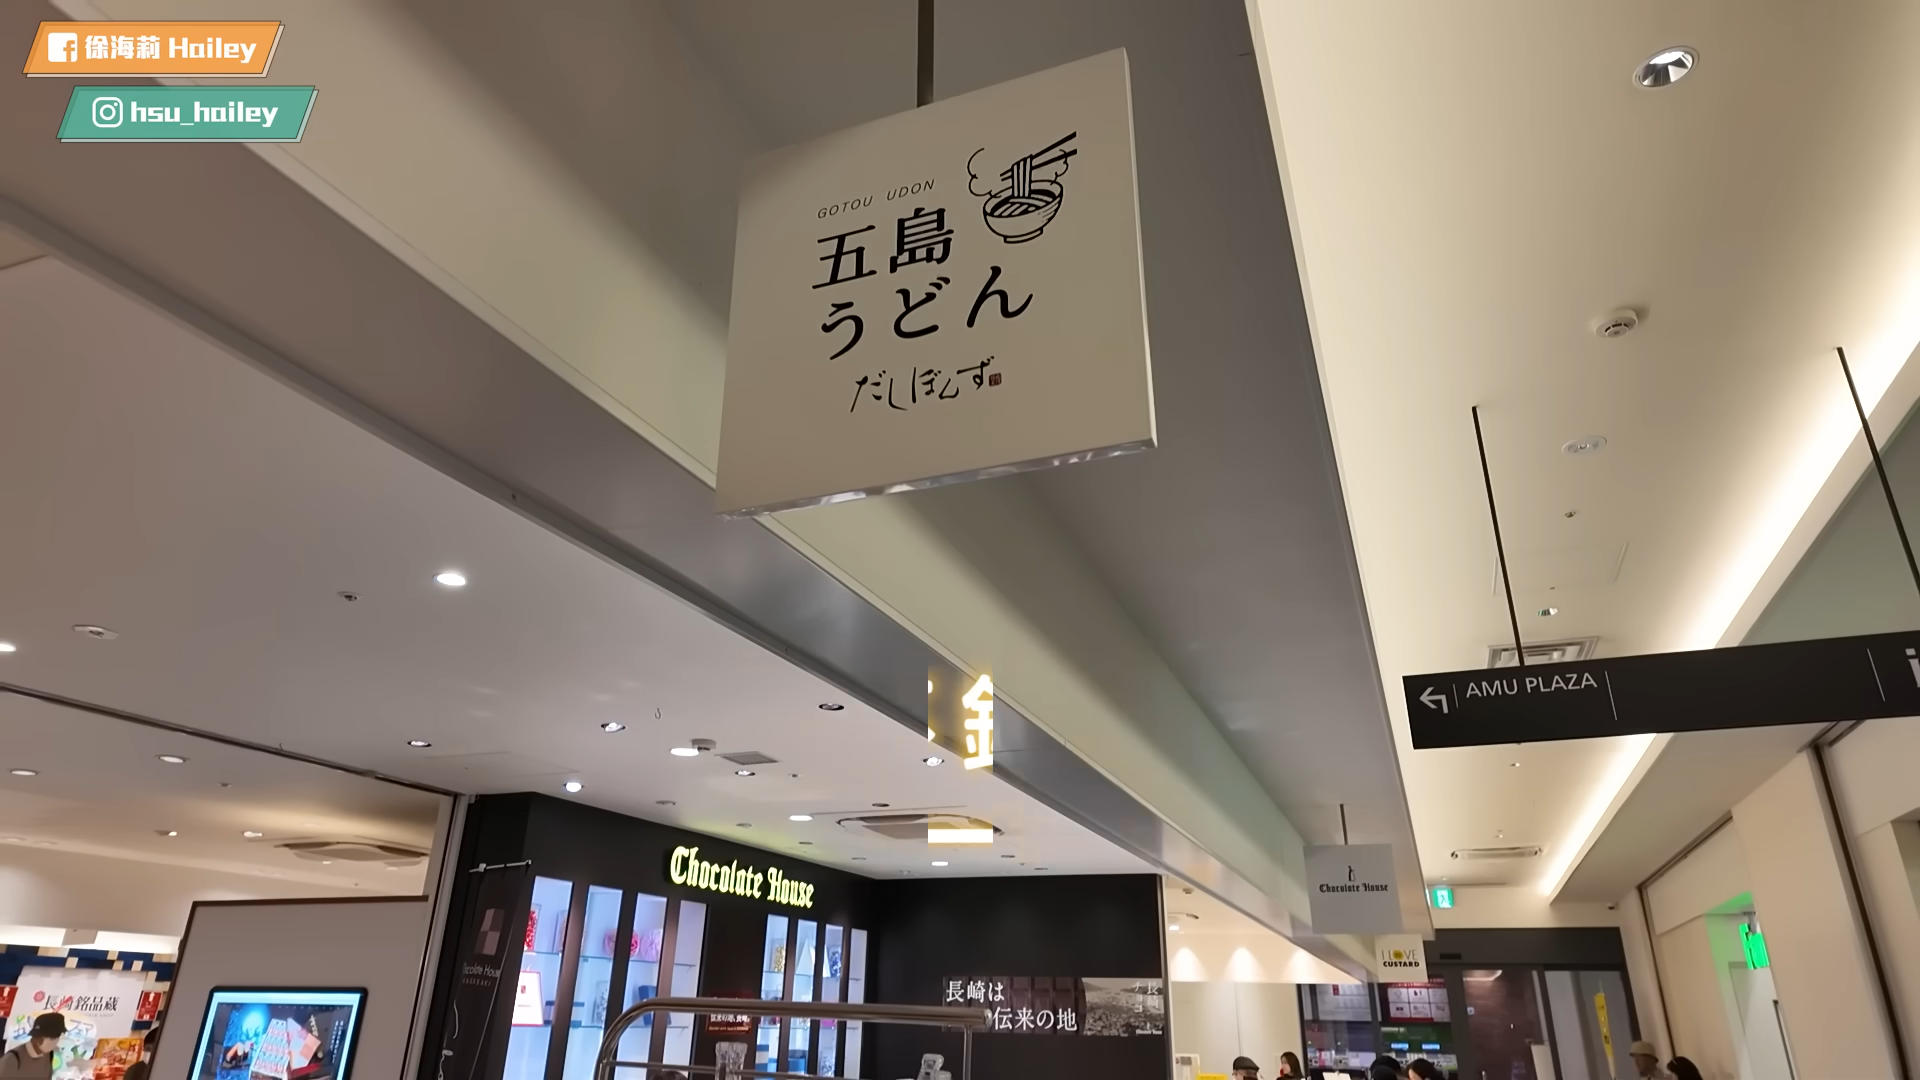 徐海莉 Hailey
hsu_hailey
GOTOU UDON
五島
うどん
だしぼんず
AMU PLAZA
Chocolate House
Chocolate House
I LOVE
CUSTARD
長崎は
伝来の地
長崎銘品蔵